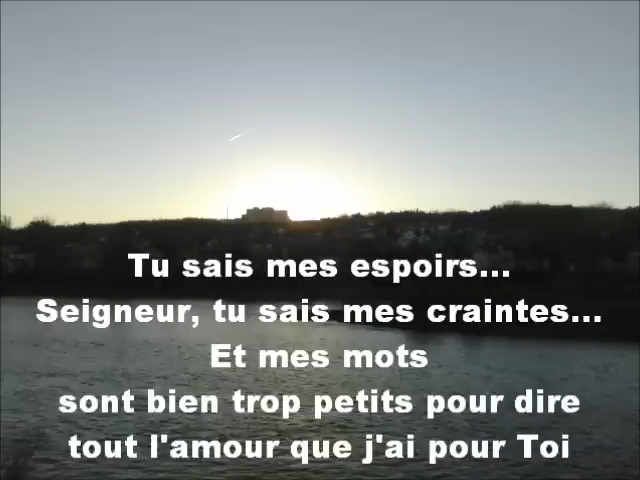 Tu sais mes espoirs...
Seigneur, tu sais mes craintes...
Et mes mots
sont bien trop petits pour dire
tout l'amour que j'ai pour Toi